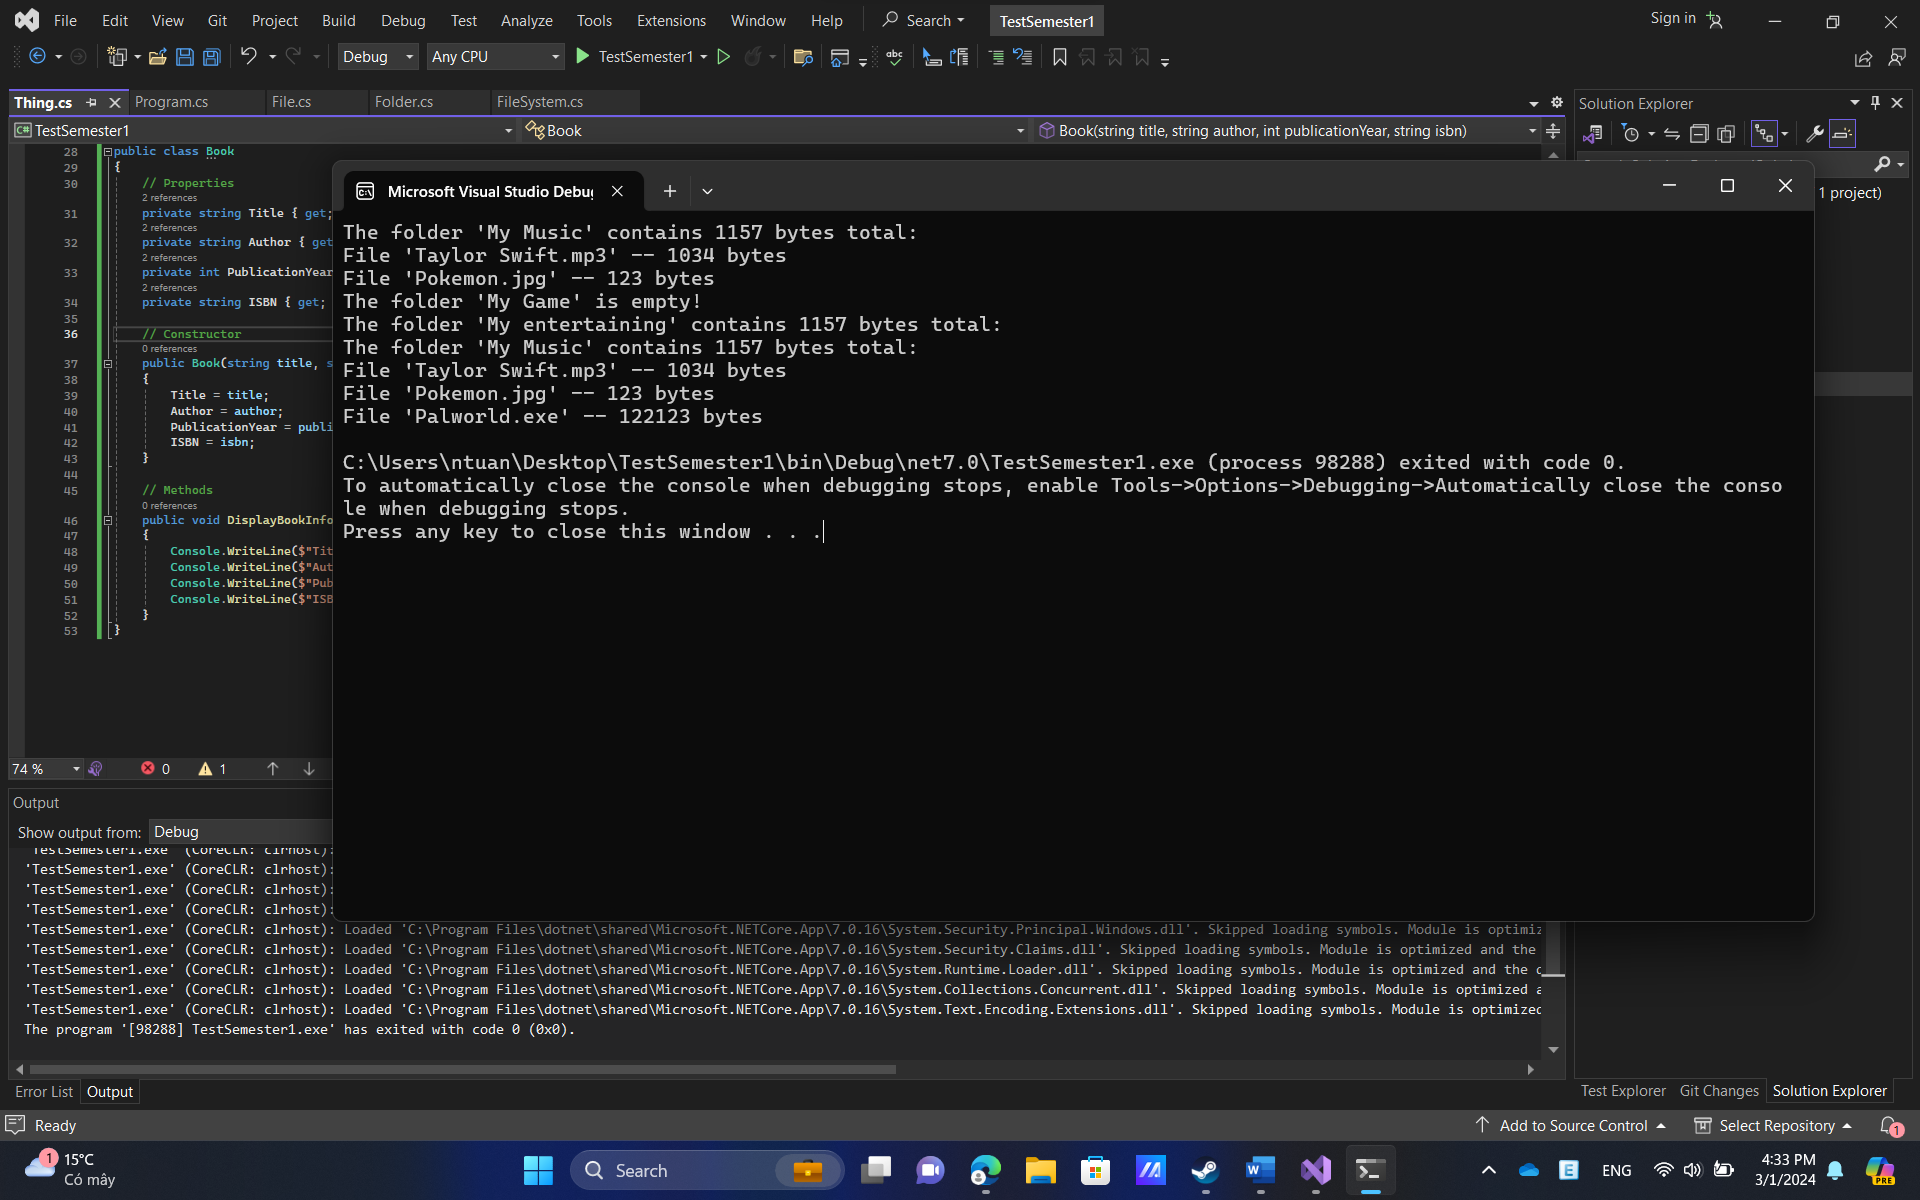 File Edit View Git Project Build Debug Test Analyze Tools Extensions Window Help Search TestSemester1 Sign in
Debug Any CPU TestSemester1 abc
Thing.cs Program.cs File.cs Folder.cs FileSystem.cs
Solution Explorer
C# TestSemester1 Book Book(string title, string author, int publicationYear, string isbn)
1 project)
28 public class Book
29 {
30 // Properties
2 references
31 private string Title { get;
2 references
32 private string Author { get
2 references
33 private int PublicationYear
2 references
34 private string ISBN { get;
35
36 // Constructor
0 references
37 public Book(string title, s
38 {
39 Title = title;
40 Author = author;
41 PublicationYear = publi
42 ISBN = isbn;
43 }
44
45 // Methods
0 references
46 public void DisplayBookInfo
47 {
48 Console.WriteLine($"Tit
49 Console.WriteLine($"Aut
50 Console.WriteLine($"Pub
51 Console.WriteLine($"ISB
52 }
53 }
Microsoft Visual Studio Debug
The folder 'My Music' contains 1157 bytes total:
File 'Taylor Swift.mp3' -- 1034 bytes
File 'Pokemon.jpg' -- 123 bytes
The folder 'My Game' is empty!
The folder 'My entertaining' contains 1157 bytes total:
The folder 'My Music' contains 1157 bytes total:
File 'Taylor Swift.mp3' -- 1034 bytes
File 'Pokemon.jpg' -- 123 bytes
File 'Palworld.exe' -- 122123 bytes
C:\Users\ntuan\Desktop\TestSemester1\bin\Debug\net7.0\TestSemester1.exe (process 98288) exited with code 0.
To automatically close the console when debugging stops, enable Tools->Options->Debugging->Automatically close the conso
le when debugging stops.
Press any key to close this window . . .
74 % 0 1
Output
Show output from: Debug
'TestSemester1.exe' (CoreCLR: clrhost):
'TestSemester1.exe' (CoreCLR: clrhost):
'TestSemester1.exe' (CoreCLR: clrhost):
'TestSemester1.exe' (CoreCLR: clrhost):
'TestSemester1.exe' (CoreCLR: clrhost): Loaded 'C:\Program Files\dotnet\shared\Microsoft.NETCore.App\7.0.16\System.Security.Principal.Windows.dll'. Skipped loading symbols. Module is optimiz
'TestSemester1.exe' (CoreCLR: clrhost): Loaded 'C:\Program Files\dotnet\shared\Microsoft.NETCore.App\7.0.16\System.Security.Claims.dll'. Skipped loading symbols. Module is optimized and the
'TestSemester1.exe' (CoreCLR: clrhost): Loaded 'C:\Program Files\dotnet\shared\Microsoft.NETCore.App\7.0.16\System.Runtime.Loader.dll'. Skipped loading symbols. Module is optimized and the
'TestSemester1.exe' (CoreCLR: clrhost): Loaded 'C:\Program Files\dotnet\shared\Microsoft.NETCore.App\7.0.16\System.Collections.Concurrent.dll'. Skipped loading symbols. Module is optimized
'TestSemester1.exe' (CoreCLR: clrhost): Loaded 'C:\Program Files\dotnet\shared\Microsoft.NETCore.App\7.0.16\System.Text.Encoding.Extensions.dll'. Skipped loading symbols. Module is optimized
The program '[98288] TestSemester1.exe' has exited with code 0 (0x0).
Error List Output
Test Explorer Git Changes Solution Explorer
Ready
Add to Source Control Select Repository 1
1 15°C
Có mây
Search
ENG
4:33 PM
3/1/2024
PRE